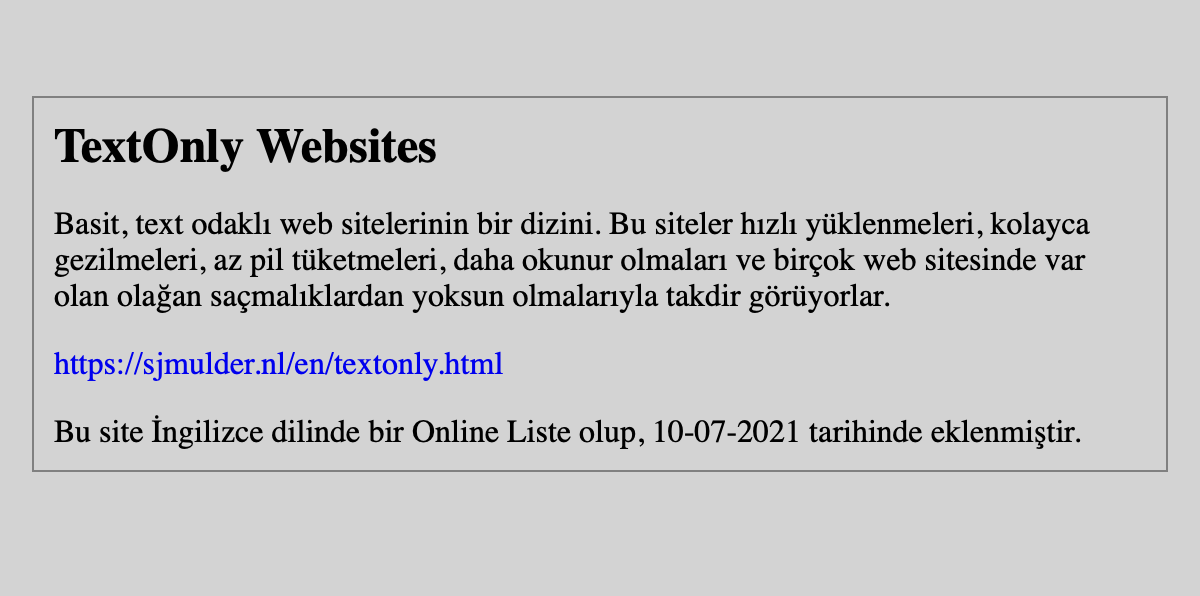 TextOnly Websites
Basit, text odaklı web sitelerinin bir dizini. Bu siteler hızlı yüklenmeleri, kolayca
gezilmeleri, az pil tüketmeleri, daha okunur olmaları ve birçok web sitesinde var
olan olağan saçmalıklardan yoksun olmalarıyla takdir görüyorlar.
https://sjmulder.nl/en/textonly.html
Bu site İngilizce dilinde bir Online Liste olup, 10-07-2021 tarihinde eklenmiştir.